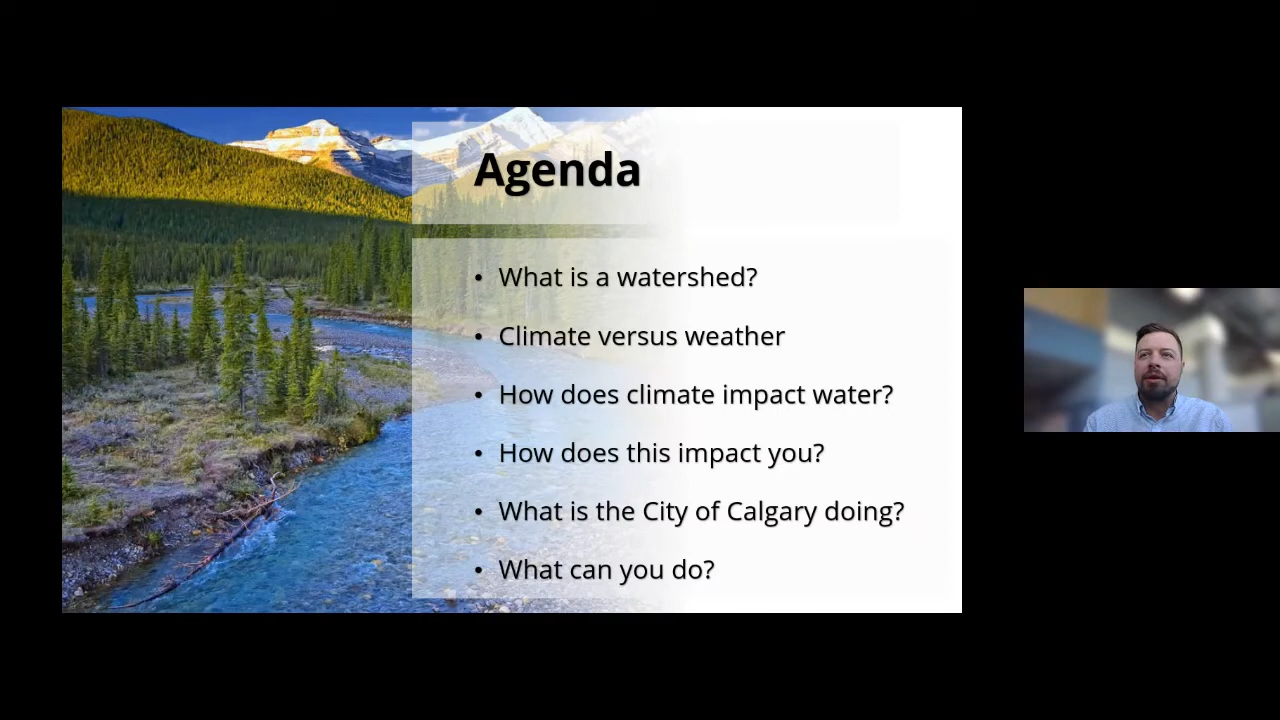 Agenda
• What is a watershed?
• Climate versus weather
• How does climate impact water?
• How does this impact you?
• What is the City of Calgary doing?
• What can you do?